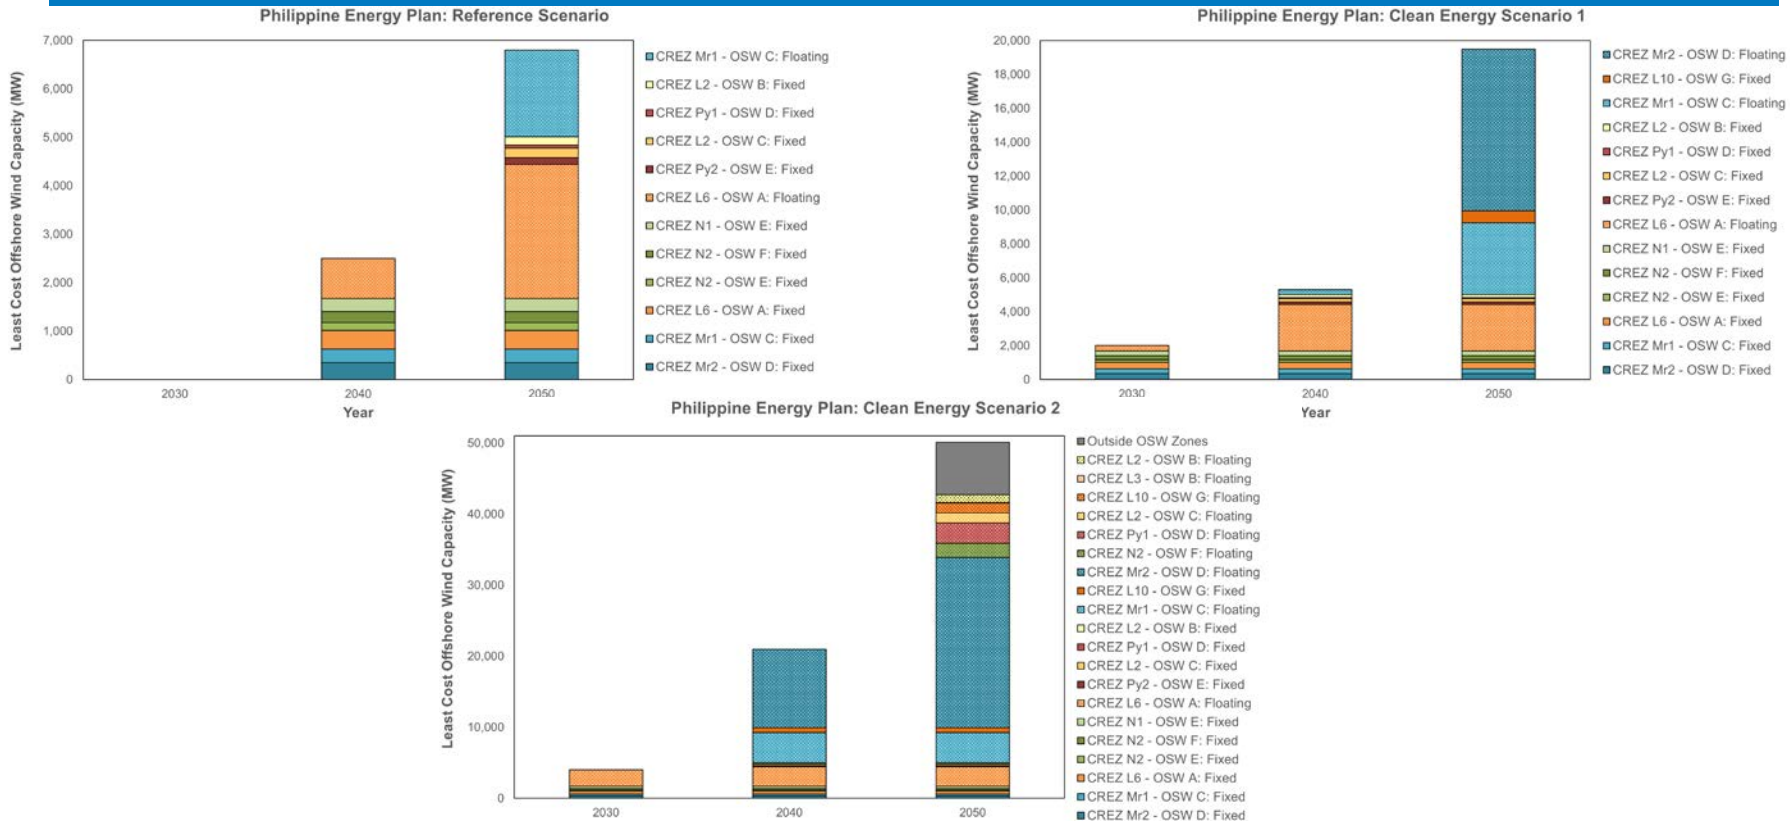 Philippine Energy Plan: Reference Scenario
Least Cost Offshore Wind Capacity (MW)
7,000
6,000
5,000
4,000
3,000
2,000
1,000
0
2030
2040
2050
Year
CREZ Mr1 - OSW C: Floating
CREZ L2 - OSW B: Fixed
CREZ Py1 - OSW D: Fixed
CREZ L2 - OSW C: Fixed
CREZ Py2 - OSW E: Fixed
CREZ L6 - OSW A: Floating
CREZ N1 - OSW E: Fixed
CREZ N2 - OSW F: Fixed
CREZ N2 - OSW E: Fixed
CREZ L6 - OSW A: Fixed
CREZ Mr1 - OSW C: Fixed
CREZ Mr2 - OSW D: Fixed
Philippine Energy Plan: Clean Energy Scenario 1
Least Cost Offshore Wind Capacity (MW)
20,000
18,000
16,000
14,000
12,000
10,000
8,000
6,000
4,000
2,000
0
2030
2040
2050
Year
CREZ Mr2 - OSW D: Floating
CREZ L10 - OSW G: Fixed
CREZ Mr1 - OSW C: Floating
CREZ L2 - OSW B: Fixed
CREZ Py1 - OSW D: Fixed
CREZ L2 - OSW C: Fixed
CREZ Py2 - OSW E: Fixed
CREZ L6 - OSW A: Floating
CREZ N1 - OSW E: Fixed
CREZ N2 - OSW F: Fixed
CREZ N2 - OSW E: Fixed
CREZ L6 - OSW A: Fixed
CREZ Mr1 - OSW C: Fixed
CREZ Mr2 - OSW D: Fixed
Philippine Energy Plan: Clean Energy Scenario 2
Least Cost Offshore Wind Capacity (MW)
50,000
40,000
30,000
20,000
10,000
0
2030
2040
2050
Outside OSW Zones
CREZ L2 - OSW B: Floating
CREZ L3 - OSW B: Floating
CREZ L10 - OSW G: Floating
CREZ L2 - OSW C: Floating
CREZ Py1 - OSW D: Floating
CREZ N2 - OSW F: Floating
CREZ Mr2 - OSW D: Floating
CREZ L10 - OSW G: Fixed
CREZ Mr1 - OSW C: Floating
CREZ L2 - OSW B: Fixed
CREZ Py1 - OSW D: Fixed
CREZ L2 - OSW C: Fixed
CREZ Py2 - OSW E: Fixed
CREZ L6 - OSW A: Floating
CREZ N1 - OSW E: Fixed
CREZ N2 - OSW F: Fixed
CREZ N2 - OSW E: Fixed
CREZ L6 - OSW A: Fixed
CREZ Mr1 - OSW C: Fixed
CREZ Mr2 - OSW D: Fixed